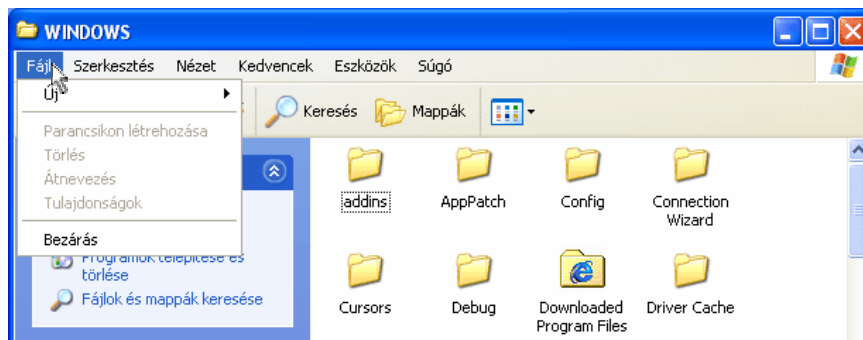 WINDOWS
Fájl Szerkesztés Nézet Kedvencek Eszközök Súgó
Új
Keresés Mappák
Parancsikon létrehozása
Törlés
Átnevezés
Tulajdonságok
Bezárás
Programok telepítése és
törlése
Fájlok és mappák keresése
addins AppPatch Config Connection
Wizard
Cursors Debug Downloaded Driver Cache
Program Files